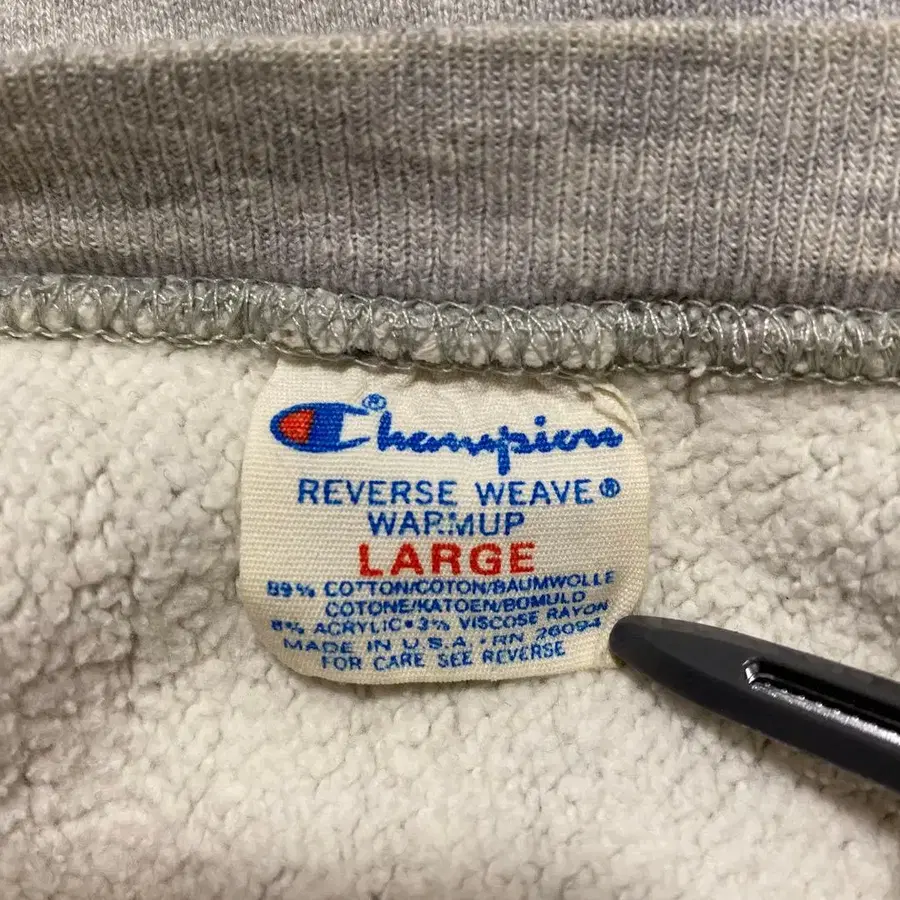 Champion®
REVERSE WEAVE®
WARMUP
LARGE
89% COTTON/COTON/BAUMWOLLE
COTONE/KATOEN/BOMULD
8% ACRYLIC•3% VISCOSE RAYON
MADE IN U.S.A • RN 26094
FOR CARE SEE REVERSE